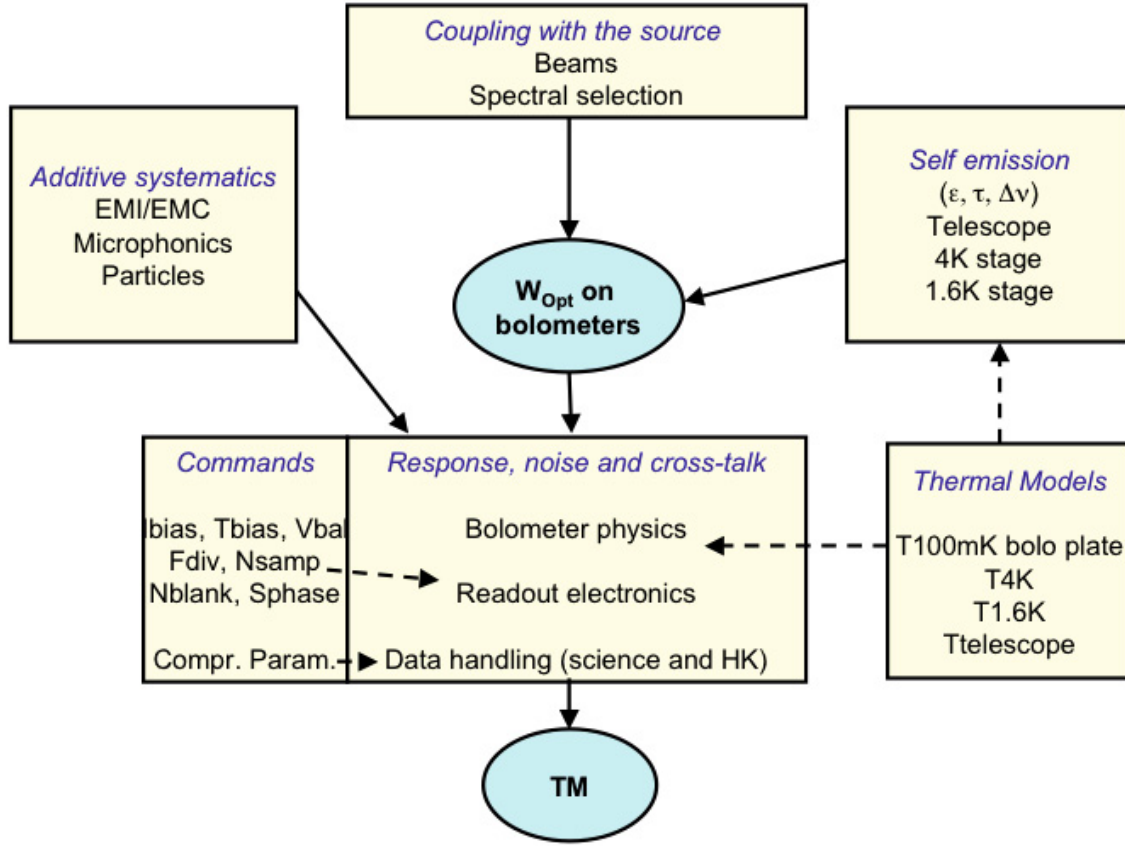 Coupling with the source
Beams
Spectral selection
Additive systematics
EMI/EMC
Microphonics
Particles
Self emission
(ε, τ, Δν)
Telescope
4K stage
1.6K stage
W_Opt on
bolometers
Commands
Ibias, Tbias, Vbal
Fdiv, Nsamp
Nblank, Sphase
Compr. Param.
Response, noise and cross-talk
Bolometer physics
Readout electronics
Data handling (science and HK)
Thermal Models
T100mK bolo plate
T4K
T1.6K
Ttelescope
TM